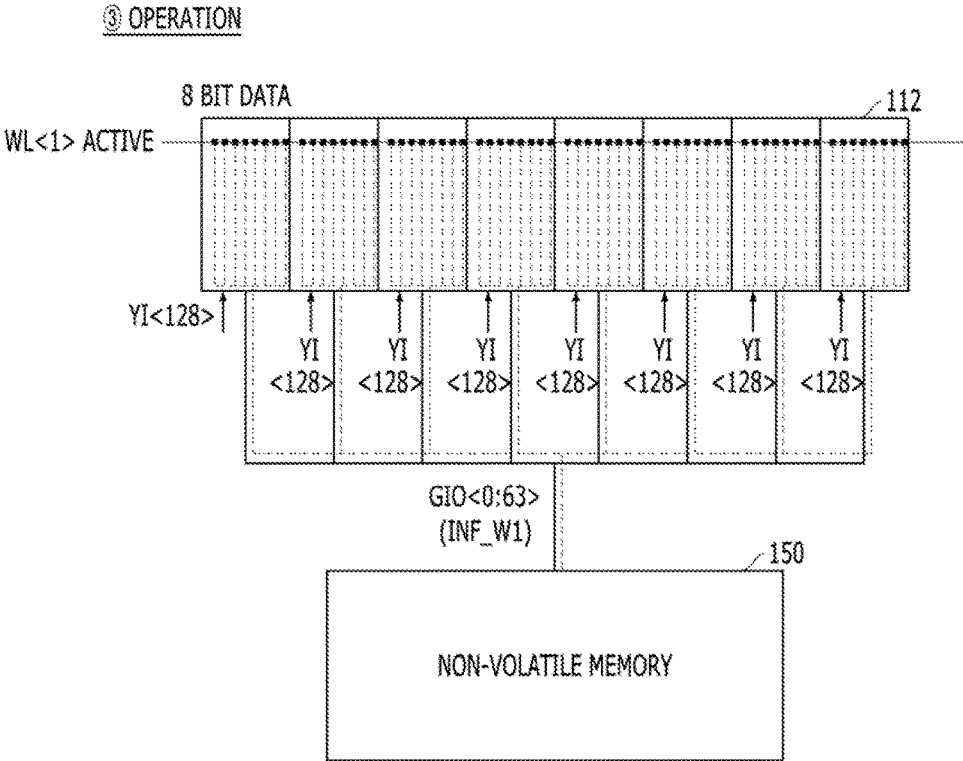 ③ OPERATION
8 BIT DATA
112
WL<1> ACTIVE
YI<128>
YI YI YI YI YI YI YI
<128> <128> <128> <128> <128> <128> <128>
GIO<0:63>
(INF_W1)
150
NON-VOLATILE MEMORY